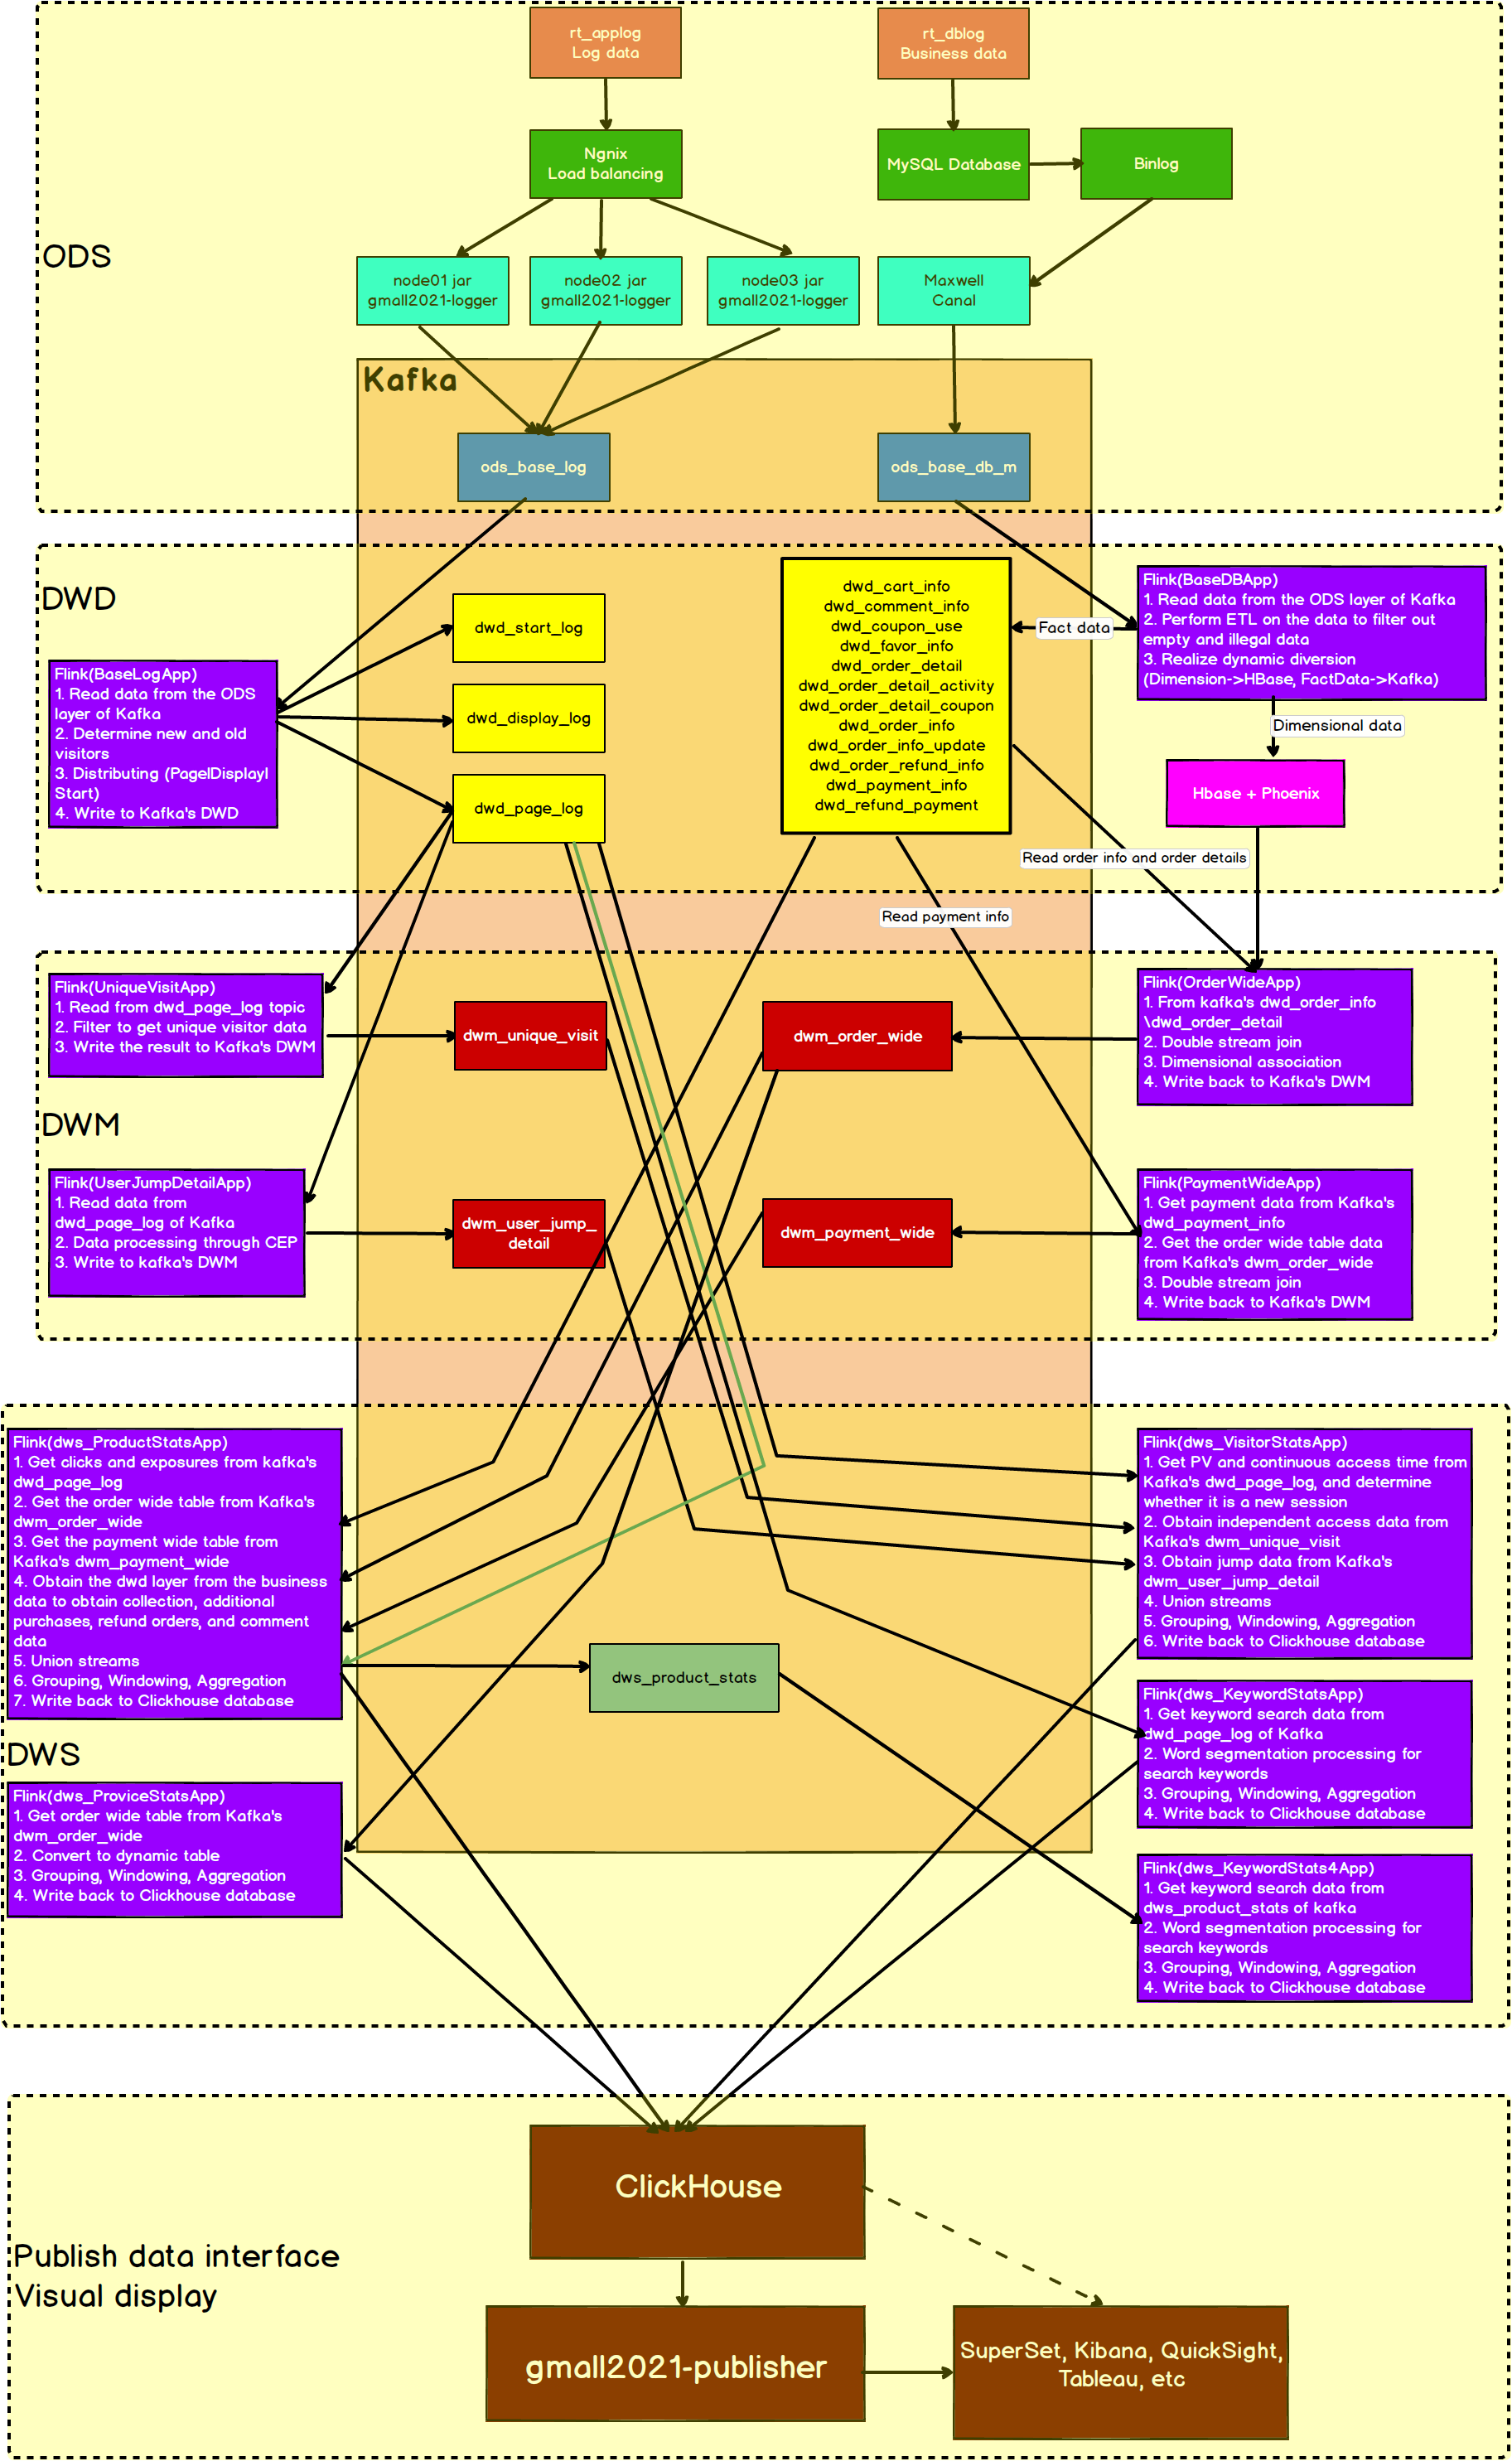 rt_applog
Log data
rt_dblog
Business data
Ngnix
Load balancing
MySQL Database
Binlog
ODS
node01 jar
gmall2021-logger
node02 jar
gmall2021-logger
node03 jar
gmall2021-logger
Maxwell
Canal
Kafka
ods_base_log
ods_base_db_m
DWD
Flink(BaseLogApp)
1. Read data from the ODS
layer of Kafka
2. Determine new and old
visitors
3. Distributing (Page|Display|
Start)
4. Write to Kafka's DWD
dwd_start_log
dwd_display_log
dwd_page_log
dwd_cart_info
dwd_comment_info
dwd_coupon_use
dwd_favor_info
dwd_order_detail
dwd_order_detail_activity
dwd_order_detail_coupon
dwd_order_info
dwd_order_info_update
dwd_order_refund_info
dwd_payment_info
dwd_refund_payment
Fact data
Flink(BaseDBApp)
1. Read data from the ODS layer of Kafka
2. Perform ETL on the data to filter out
empty and illegal data
3. Realize dynamic diversion
(Dimension->HBase, FactData->Kafka)
Dimensional data
Hbase + Phoenix
Read order info and order details
Read payment info
Flink(UniqueVisitApp)
1. Read from dwd_page_log topic
2. Filter to get unique visitor data
3. Write the result to Kafka's DWM
dwm_unique_visit
dwm_order_wide
Flink(OrderWideApp)
1. From kafka's dwd_order_info
\dwd_order_detail
2. Double stream join
3. Dimensional association
4. Write back to Kafka's DWM
DWM
Flink(UserJumpDetailApp)
1. Read data from
dwd_page_log of Kafka
2. Data processing through CEP
3. Write to kafka's DWM
dwm_user_jump_
detail
dwm_payment_wide
Flink(PaymentWideApp)
1. Get payment data from Kafka's
dwd_payment_info
2. Get the order wide table data
from Kafka's dwm_order_wide
3. Double stream join
4. Write back to Kafka's DWM
Flink(dws_ProductStatsApp)
1. Get clicks and exposures from kafka's
dwd_page_log
2. Get the order wide table from Kafka's
dwm_order_wide
3. Get the payment wide table from
Kafka's dwm_payment_wide
4. Obtain the dwd layer from the business
data to obtain collection, additional
purchases, refund orders, and comment
data
5. Union streams
6. Grouping, Windowing, Aggregation
7. Write back to Clickhouse database
dws_product_stats
Flink(dws_VisitorStatsApp)
1. Get PV and continuous access time from
Kafka's dwd_page_log, and determine
whether it is a new session
2. Obtain independent access data from
Kafka's dwm_unique_visit
3. Obtain jump data from Kafka's
dwm_user_jump_detail
4. Union streams
5. Grouping, Windowing, Aggregation
6. Write back to Clickhouse database
Flink(dws_KeywordStatsApp)
1. Get keyword search data from
dwd_page_log of Kafka
2. Word segmentation processing for
search keywords
3. Grouping, Windowing, Aggregation
4. Write back to Clickhouse database
DWS
Flink(dws_ProviceStatsApp)
1. Get order wide table from Kafka's
dwm_order_wide
2. Convert to dynamic table
3. Grouping, Windowing, Aggregation
4. Write back to Clickhouse database
Flink(dws_KeywordStats4App)
1. Get keyword search data from
dws_product_stats of kafka
2. Word segmentation processing for
search keywords
3. Grouping, Windowing, Aggregation
4. Write back to Clickhouse database
ClickHouse
Publish data interface
Visual display
gmall2021-publisher
SuperSet, Kibana, QuickSight,
Tableau, etc